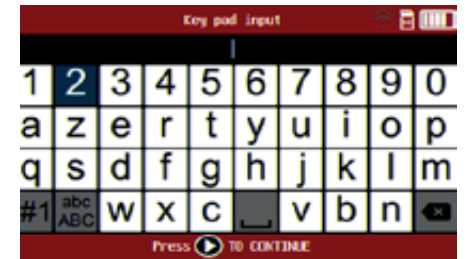 Key pad input
1 2 3 4 5 6 7 8 9 0
a z e r t y u i o p
q s d f g h j k l m
#1 abc ABC w x c v b n
Press TO CONTINUE